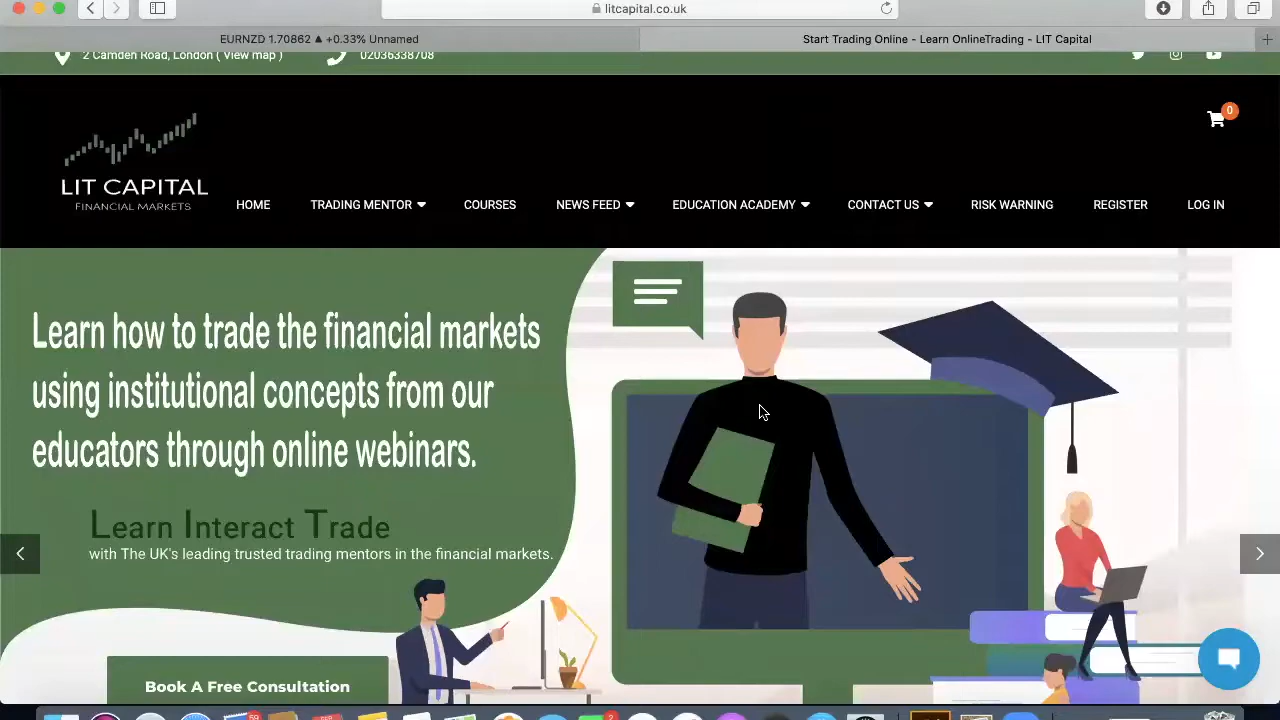 litcapital.co.uk
EURNZD 1.70862 ▲ +0.33% Unnamed
Start Trading Online - Learn OnlineTrading - LIT Capital
2 Camden Road, London ( View map )
02036338708
0
LIT CAPITAL
FINANCIAL MARKETS
HOME
TRADING MENTOR
COURSES
NEWS FEED
EDUCATION ACADEMY
CONTACT US
RISK WARNING
REGISTER
LOG IN
Learn how to trade the financial markets
using institutional concepts from our
educators through online webinars.
Learn Interact Trade
with The UK's leading trusted trading mentors in the financial markets.
Book A Free Consultation